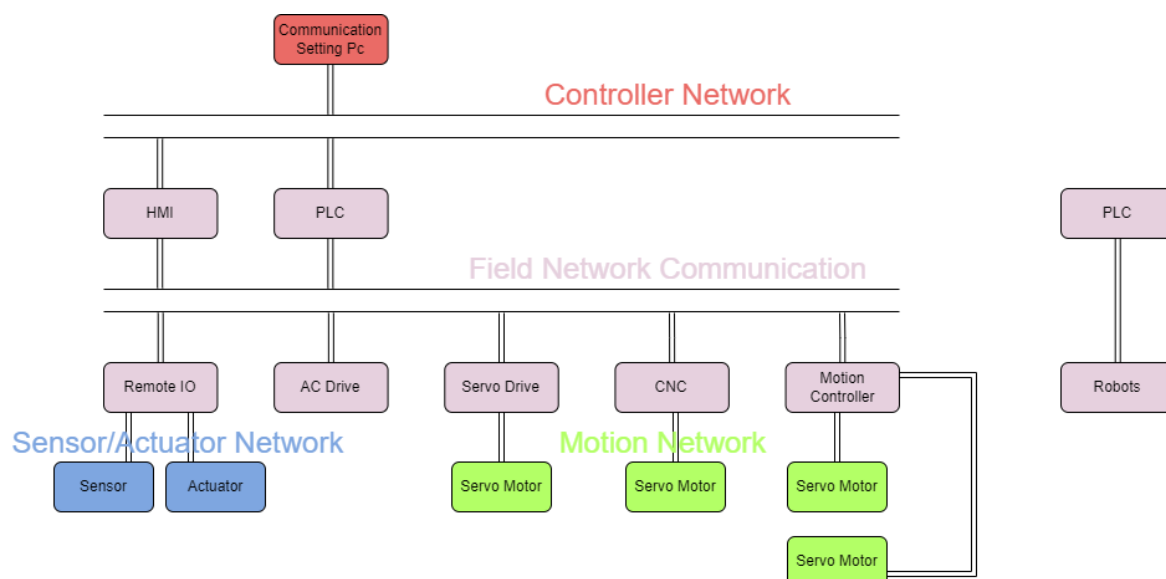 Communication
Setting Pc
Controller Network
HMI
PLC
PLC
Field Network Communication
Remote IO
AC Drive
Servo Drive
CNC
Motion
Controller
Robots
Sensor/Actuator Network
Motion Network
Sensor
Actuator
Servo Motor
Servo Motor
Servo Motor
Servo Motor